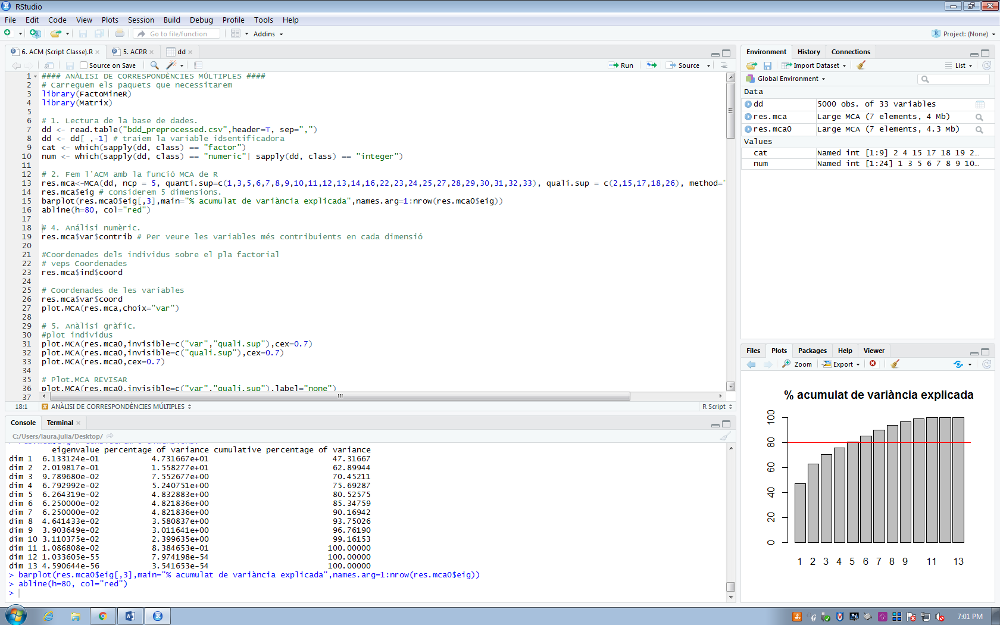 RStudio
File Edit Code View Plots Session Build Debug Profile Tools Help
Go to file/function Addins Project: (None)
6. ACM (Script Classe).R 5. ACP.R dd
Source on Save Run Source
1 #### ANÀLISI DE CORRESPONDÈNCIES MÚLTIPLES ####
2 # Carreguem els paquets que necessitarem
3 library(FactoMineR)
4 library(Matrix)
5
6 # 1. Lectura de la base de dades.
7 dd <- read.table("bdd_preprocessed.csv",header=T, sep=",")
8 dd <- dd[ ,-1] # traiem la variable idsentificadora
9 cat <- which(sapply(dd, class) == "factor")
10 num <- which(sapply(dd, class) == "numeric"| sapply(dd, class) == "integer")
11
12 # 2. Fem l'ACM amb la funció MCA de R
13 res.mca<-MCA(dd, ncp = 5, quanti.sup=c(1,3,5,6,7,8,9,10,11,12,13,14,16,22,23,24,25,27,28,29,30,31,32,33), quali.sup = c(2,15,17,18,26), method="
14 res.mca$eig # considerem 5 dimensions.
15 barplot(res.mca0$eig[,3],main="% acumulat de variància explicada",names.arg=1:nrow(res.mca0$eig))
16 abline(h=80, col="red")
17
18 # 4. Análisi numèric.
19 res.mca$var$contrib # Per veure les variables més contribuients en cada dimensió
20
21 #Coordenades dels individus sobre el pla factorial
22 # veps Coordenades
23 res.mca$ind$coord
24
25 # Coordenades de les variables
26 res.mca$var$coord
27 plot.MCA(res.mca,choix="var")
28
29 # 5. Anàlisi gràfic.
30 #plot individus
31 plot.MCA(res.mca0,invisible=c("var","quali.sup"),cex=0.7)
32 plot.MCA(res.mca0,invisible=c("quali.sup"),cex=0.7)
33 plot.MCA(res.mca0,cex=0.7)
34
35 # Plot.MCA REVISAR
36 plot.MCA(res.mca0,invisible=c("var","quali.sup"),label="none")
37
18:1 ANÀLISI DE CORRESPONDÈNCIES MÚLTIPLES R Script
Console Terminal
C:/Users/laura.julia/Desktop/
> res.mca$eig # considerem 5 dimensions.
eigenvalue percentage of variance cumulative percentage of variance
dim 1 6.133124e-01 4.731667e+01 47.31667
dim 2 2.019817e-01 1.558277e+01 62.89944
dim 3 9.789680e-02 7.552677e+00 70.45211
dim 4 6.792992e-02 5.240751e+00 75.69287
dim 5 6.264319e-02 4.832883e+00 80.52575
dim 6 6.250000e-02 4.821836e+00 85.34759
dim 7 6.250000e-02 4.821836e+00 90.16942
dim 8 4.641433e-02 3.580837e+00 93.75026
dim 9 3.903649e-02 3.011641e+00 96.76190
dim 10 3.110375e-02 2.399635e+00 99.16153
dim 11 1.086808e-02 8.384653e-01 100.00000
dim 12 1.033605e-55 7.974198e-54 100.00000
dim 13 4.590644e-56 3.541653e-54 100.00000
> barplot(res.mca0$eig[,3],main="% acumulat de variància explicada",names.arg=1:nrow(res.mca0$eig))
> abline(h=80, col="red")
>
Environment History Connections
Import Dataset List
Global Environment
Data
dd 5000 obs. of 33 variables
res.mca Large MCA (7 elements, 4 Mb)
res.mca0 Large MCA (7 elements, 4.3 Mb)
Values
cat Named int [1:9] 2 4 15 17 18 19 2…
num Named int [1:24] 1 3 5 6 7 8 9 10…
Files Plots Packages Help Viewer
Zoom Export
% acumulat de variància explicada
100
80
60
40
20
0
1 2 3 4 5 6 7 8 9 11 13
7:01 PM